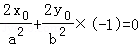 2x₀/a² + 2y₀/b² × (-1)=0